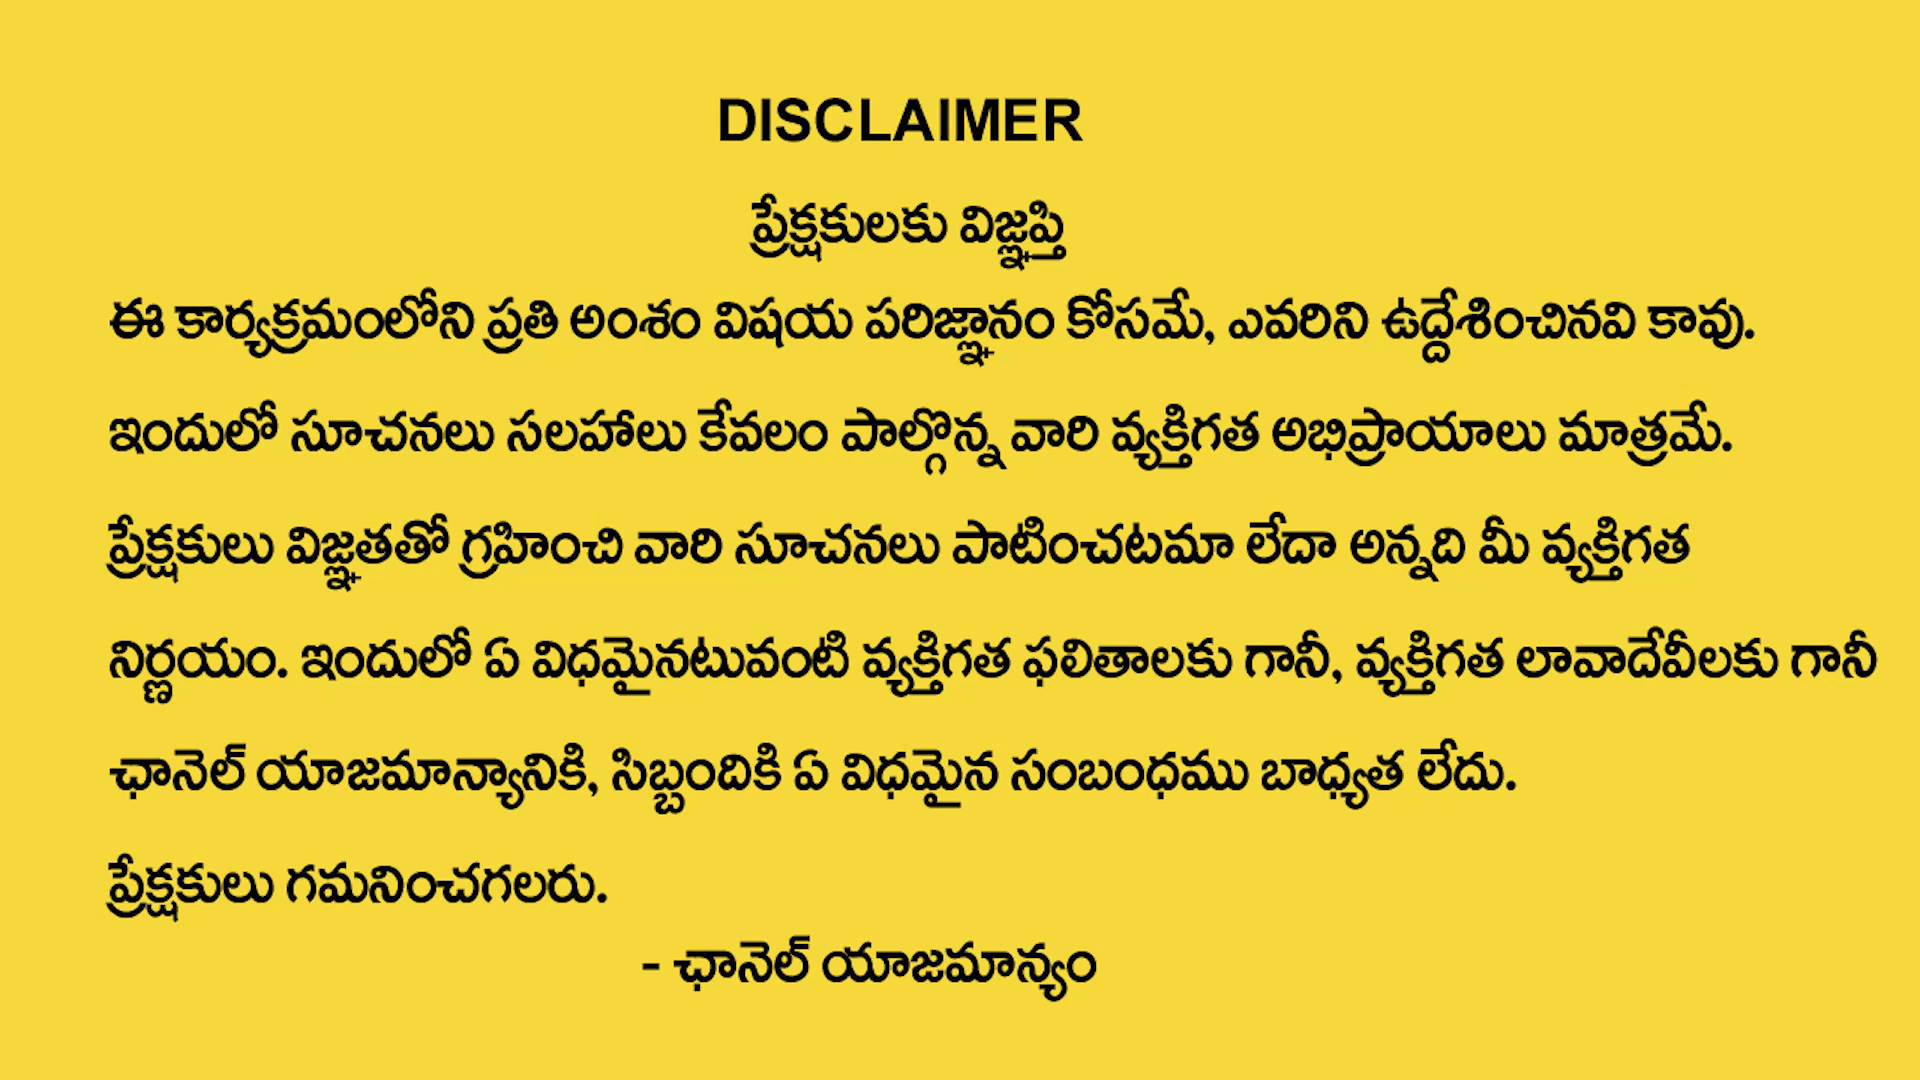 DISCLAIMER
ప్రేక్షకులకు విజ్ఞప్తి
ఈ కార్యక్రమంలోని ప్రతి అంశం విషయ పరిజ్ఞానం కోసమే, ఎవరిని ఉద్దేశించినవి కావు.
ఇందులో సూచనలు సలహాలు కేవలం పాల్గొన్న వారి వ్యక్తిగత అభిప్రాయాలు మాత్రమే.
ప్రేక్షకులు విజ్ఞతతో గ్రహించి వారి సూచనలు పాటించటమా లేదా అన్నది మీ వ్యక్తిగత
నిర్ణయం. ఇందులో ఏ విధమైనటువంటి వ్యక్తిగత ఫలితాలకు గానీ, వ్యక్తిగత లావాదేవీలకు గానీ
ఛానెల్ యాజమాన్యానికి, సిబ్బందికి ఏ విధమైన సంబంధము బాధ్యత లేదు.
ప్రేక్షకులు గమనించగలరు.
- ఛానెల్ యాజమాన్యం